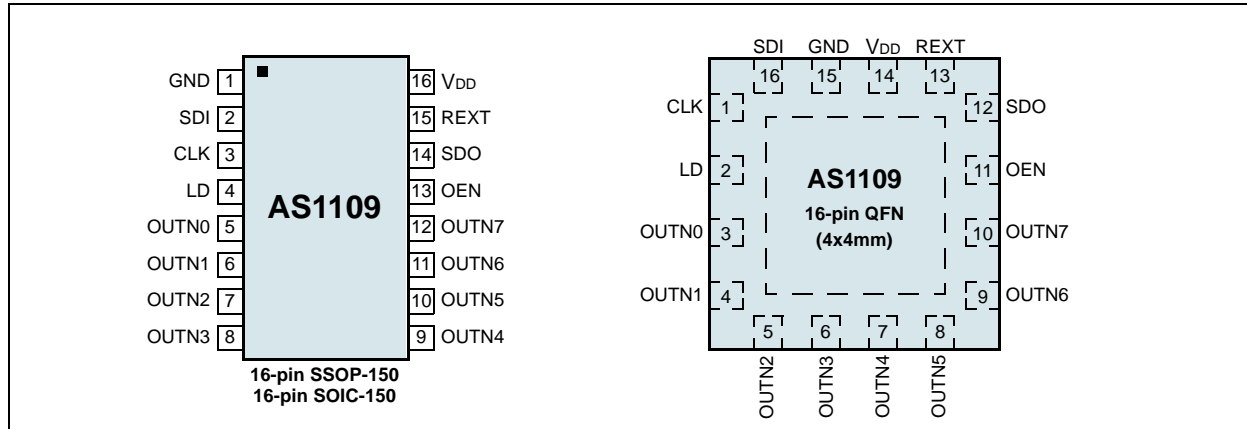 GND 1
SDI 2
CLK 3
LD 4
OUTN0 5
OUTN1 6
OUTN2 7
OUTN3 8
AS1109
16 VDD
15 REXT
14 SDO
13 OEN
12 OUTN7
11 OUTN6
10 OUTN5
9 OUTN4
16-pin SSOP-150
16-pin SOIC-150
SDI GND VDD REXT
16 15 14 13
CLK 1
LD 2
OUTN0 3
OUTN1 4
AS1109
16-pin QFN
(4x4mm)
12 SDO
11 OEN
10 OUTN7
9 OUTN6
5 6 7 8
OUTN2
OUTN3
OUTN4
OUTN5